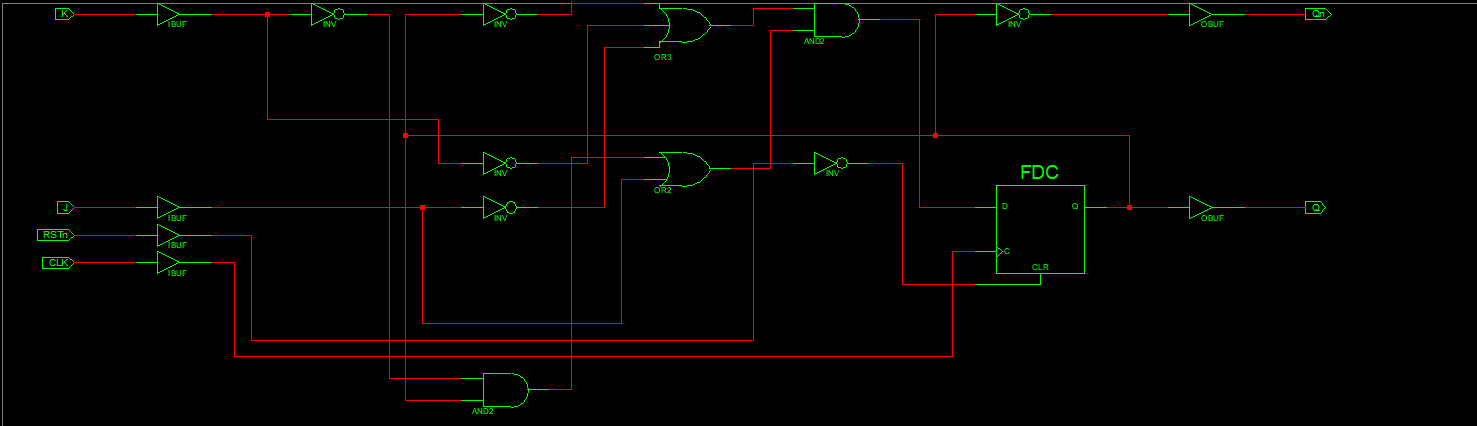 K
IBUF
INV
INV
OR3
AND2
INV
OBUF
Qn
INV
OR2
INV
FDC
J
IBUF
INV
D
Q
OBUF
Q
RSTn
IBUF
CLK
IBUF
C
CLR
AND2